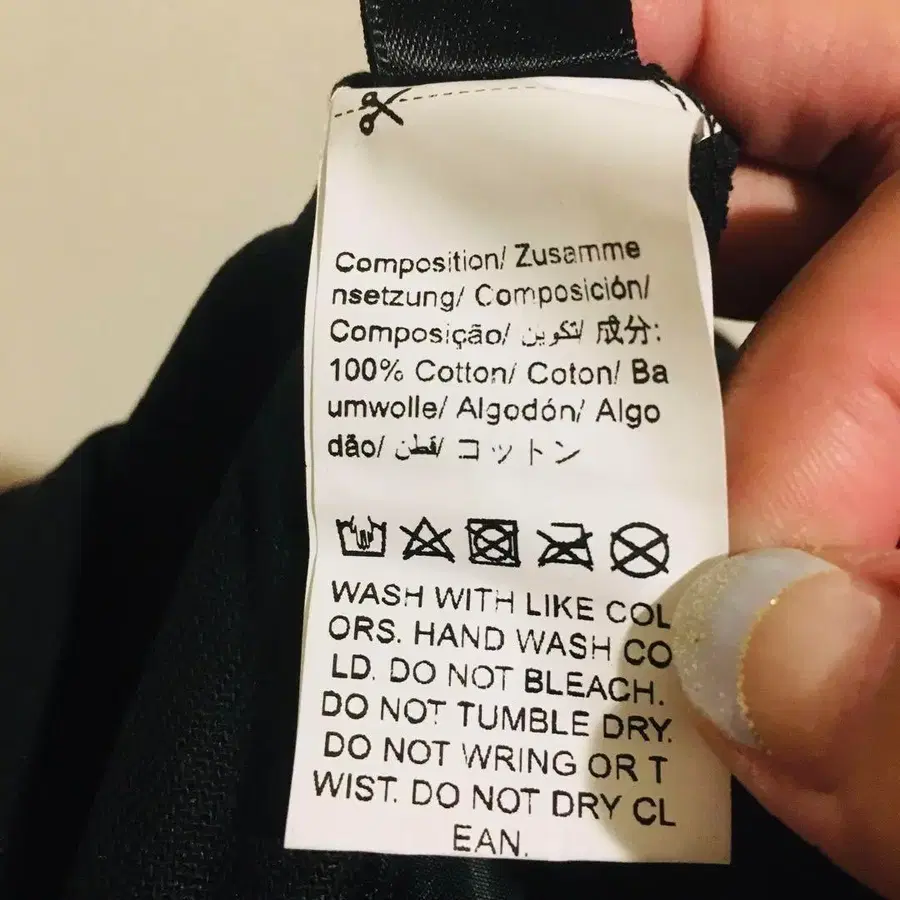 Composition/ Zusamme
nsetzung/ Composición/
Composição/ تكوين/ 成分:
100% Cotton/ Coton/ Ba
umwolle/ Algodón/ Algo
dão/ قطن/ コットン
WASH WITH LIKE COL
ORS. HAND WASH CO
LD. DO NOT BLEACH.
DO NOT TUMBLE DRY.
DO NOT WRING OR T
WIST. DO NOT DRY CL
EAN.